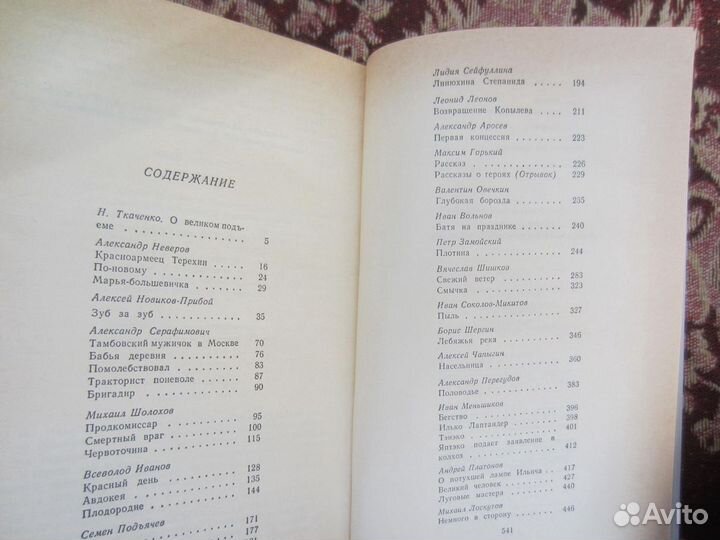 СОДЕРЖАНИЕ
Н. Ткаченко. О великом подъ-
еме . . . . . . . . . . . . . . . 5
Александр Неверов
Красноармеец Терехин . . . . . 16
По-новому . . . . . . . . . . . 24
Марья-большевичка . . . . . . . 29
Алексей Новиков-Прибой
Зуб за зуб . . . . . . . . . . . 35
Александр Серафимович
Тамбовский мужичок в Москве 70
Бабья деревня . . . . . . . . . 76
Помолебствовал . . . . . . . . 83
Тракторист поневоле . . . . . . 87
Бригадир . . . . . . . . . . . 90
Михаил Шолохов
Продкомиссар . . . . . . . . . 95
Смертный враг . . . . . . . . . 100
Червоточина . . . . . . . . . . 115
Всеволод Иванов
Красный день . . . . . . . . . 128
Авдокея . . . . . . . . . . . . 135
Плодородие . . . . . . . . . . 144
Семен Подъячев
171
177
Лидия Сейфуллина
Линюхина Степанида . . . . . 194
Леонид Леонов
Возвращение Копылева . . . . 211
Александр Аросев
Первая концессия . . . . . . . 223
Максим Горький
Рассказ . . . . . . . . . . . . 226
Рассказы о героях (Отрывок) . 229
Валентин Овечкин
Глубокая борозда . . . . . . . 235
Иван Вольнов
Батя на празднике . . . . . . . 240
Петр Замойский
Плотина . . . . . . . . . . . . 244
Вячеслав Шишков
Свежий ветер . . . . . . . . . 283
Смычка . . . . . . . . . . . . 323
Иван Соколов-Микитов
Пыль . . . . . . . . . . . . . 327
Борис Шергин
Лебяжья река . . . . . . . . . 346
Алексей Чапыгин
Насельница . . . . . . . . . . 360
Александр Перегудов
Половодье . . . . . . . . . . . 383
Иван Меньшиков
Бегство . . . . . . . . . . . . 396
Илько Лаптандер . . . . . . . . 398
Тэнэко . . . . . . . . . . . . 401
Яптэко подает заявление в
колхоз . . . . . . . . . . . . 412
Андрей Платонов
О потухшей лампе Ильича . . 417
Великий человек . . . . . . . . 427
Луговые мастера . . . . . . . . 440
Михаил Лоскутов
Немного в сторону . . . . . . . 446
541
Avito